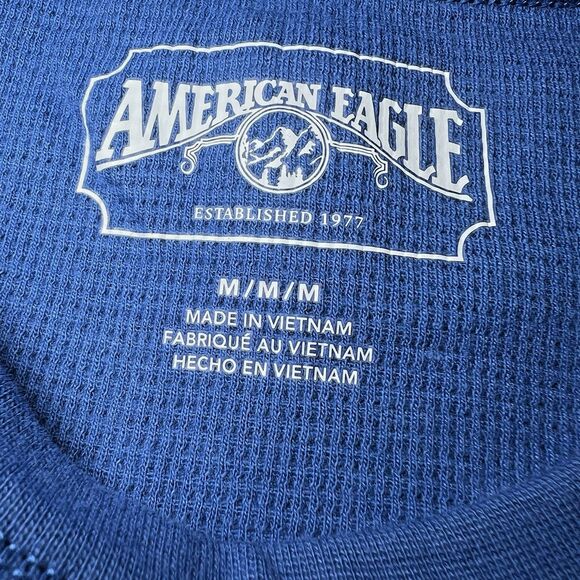 AMERICAN EAGLE
ESTABLISHED 1977
M/M/M
MADE IN VIETNAM
FABRIQUÉ AU VIETNAM
HECHO EN VIETNAM